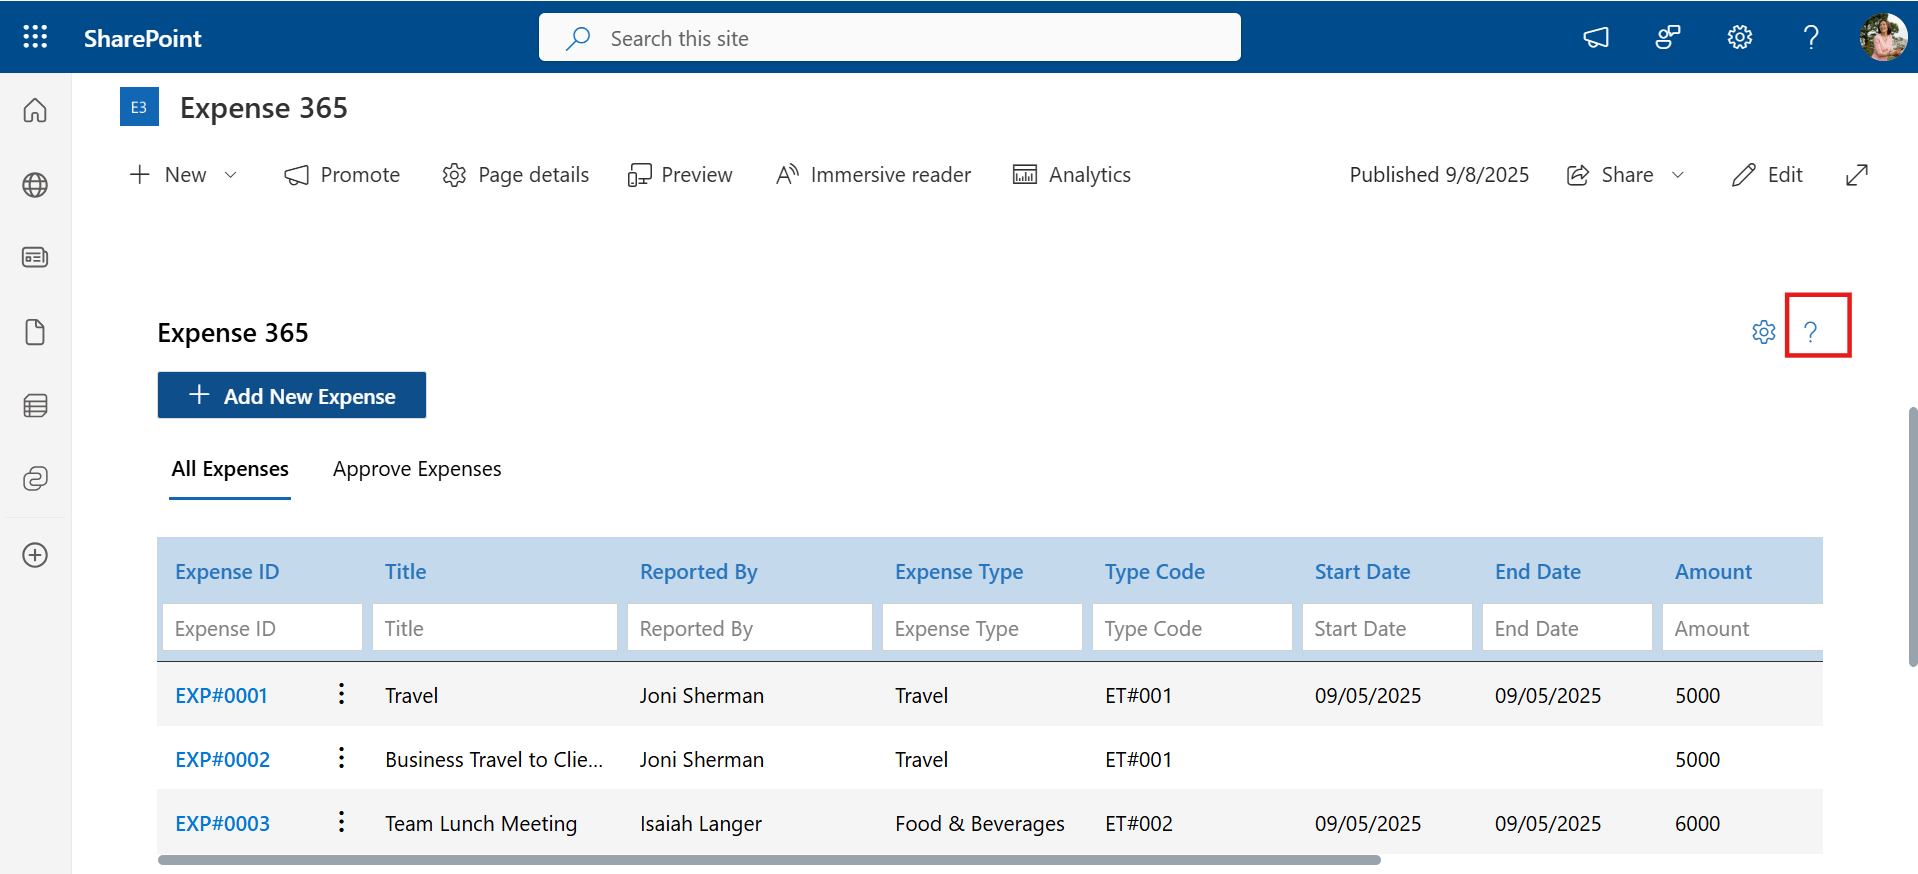 SharePoint
Search this site
?
E3 Expense 365
New Promote Page details Preview Immersive reader Analytics Published 9/8/2025 Share Edit
Expense 365
?
+ Add New Expense
All Expenses Approve Expenses
Expense ID Title Reported By Expense Type Type Code Start Date End Date Amount
Expense ID Title Reported By Expense Type Type Code Start Date End Date Amount
EXP#0001 Travel Joni Sherman Travel ET#001 09/05/2025 09/05/2025 5000
EXP#0002 Business Travel to Clie... Joni Sherman Travel ET#001 5000
EXP#0003 Team Lunch Meeting Isaiah Langer Food & Beverages ET#002 09/05/2025 09/05/2025 6000